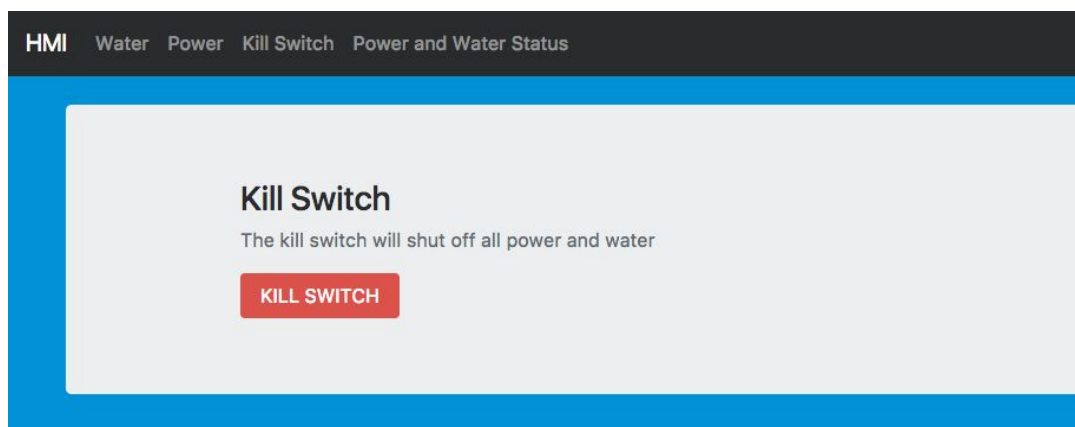 HMI Water Power Kill Switch Power and Water Status
Kill Switch
The kill switch will shut off all power and water
KILL SWITCH